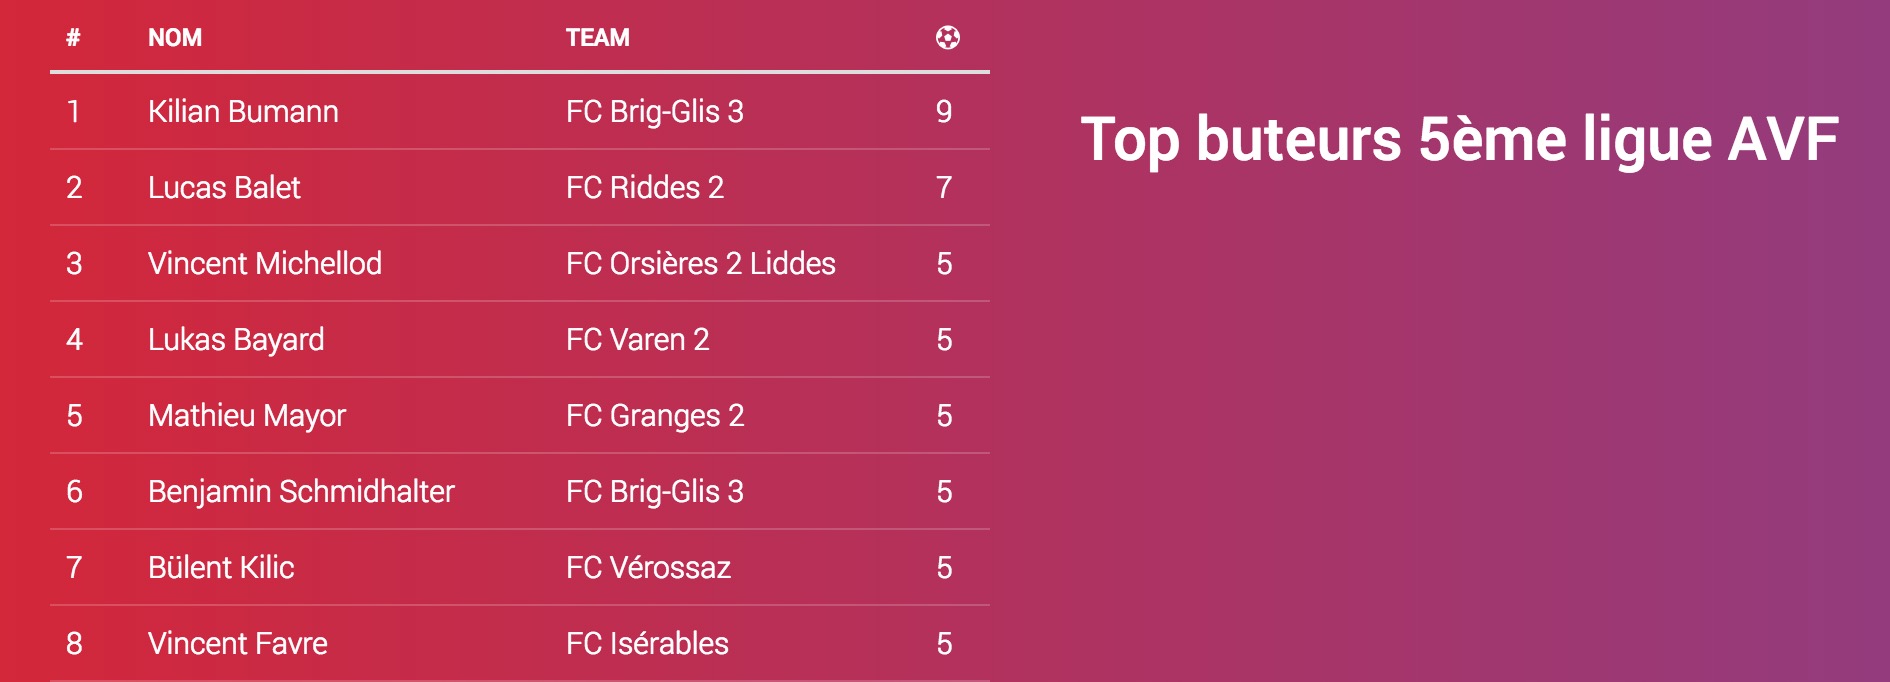 # NOM TEAM
1 Kilian Bumann FC Brig-Glis 3 9
2 Lucas Balet FC Riddes 2 7
3 Vincent Michellod FC Orsières 2 Liddes 5
4 Lukas Bayard FC Varen 2 5
5 Mathieu Mayor FC Granges 2 5
6 Benjamin Schmidhalter FC Brig-Glis 3 5
7 Bülent Kilic FC Vérossaz 5
8 Vincent Favre FC Isérables 5
Top buteurs 5ème ligue AVF